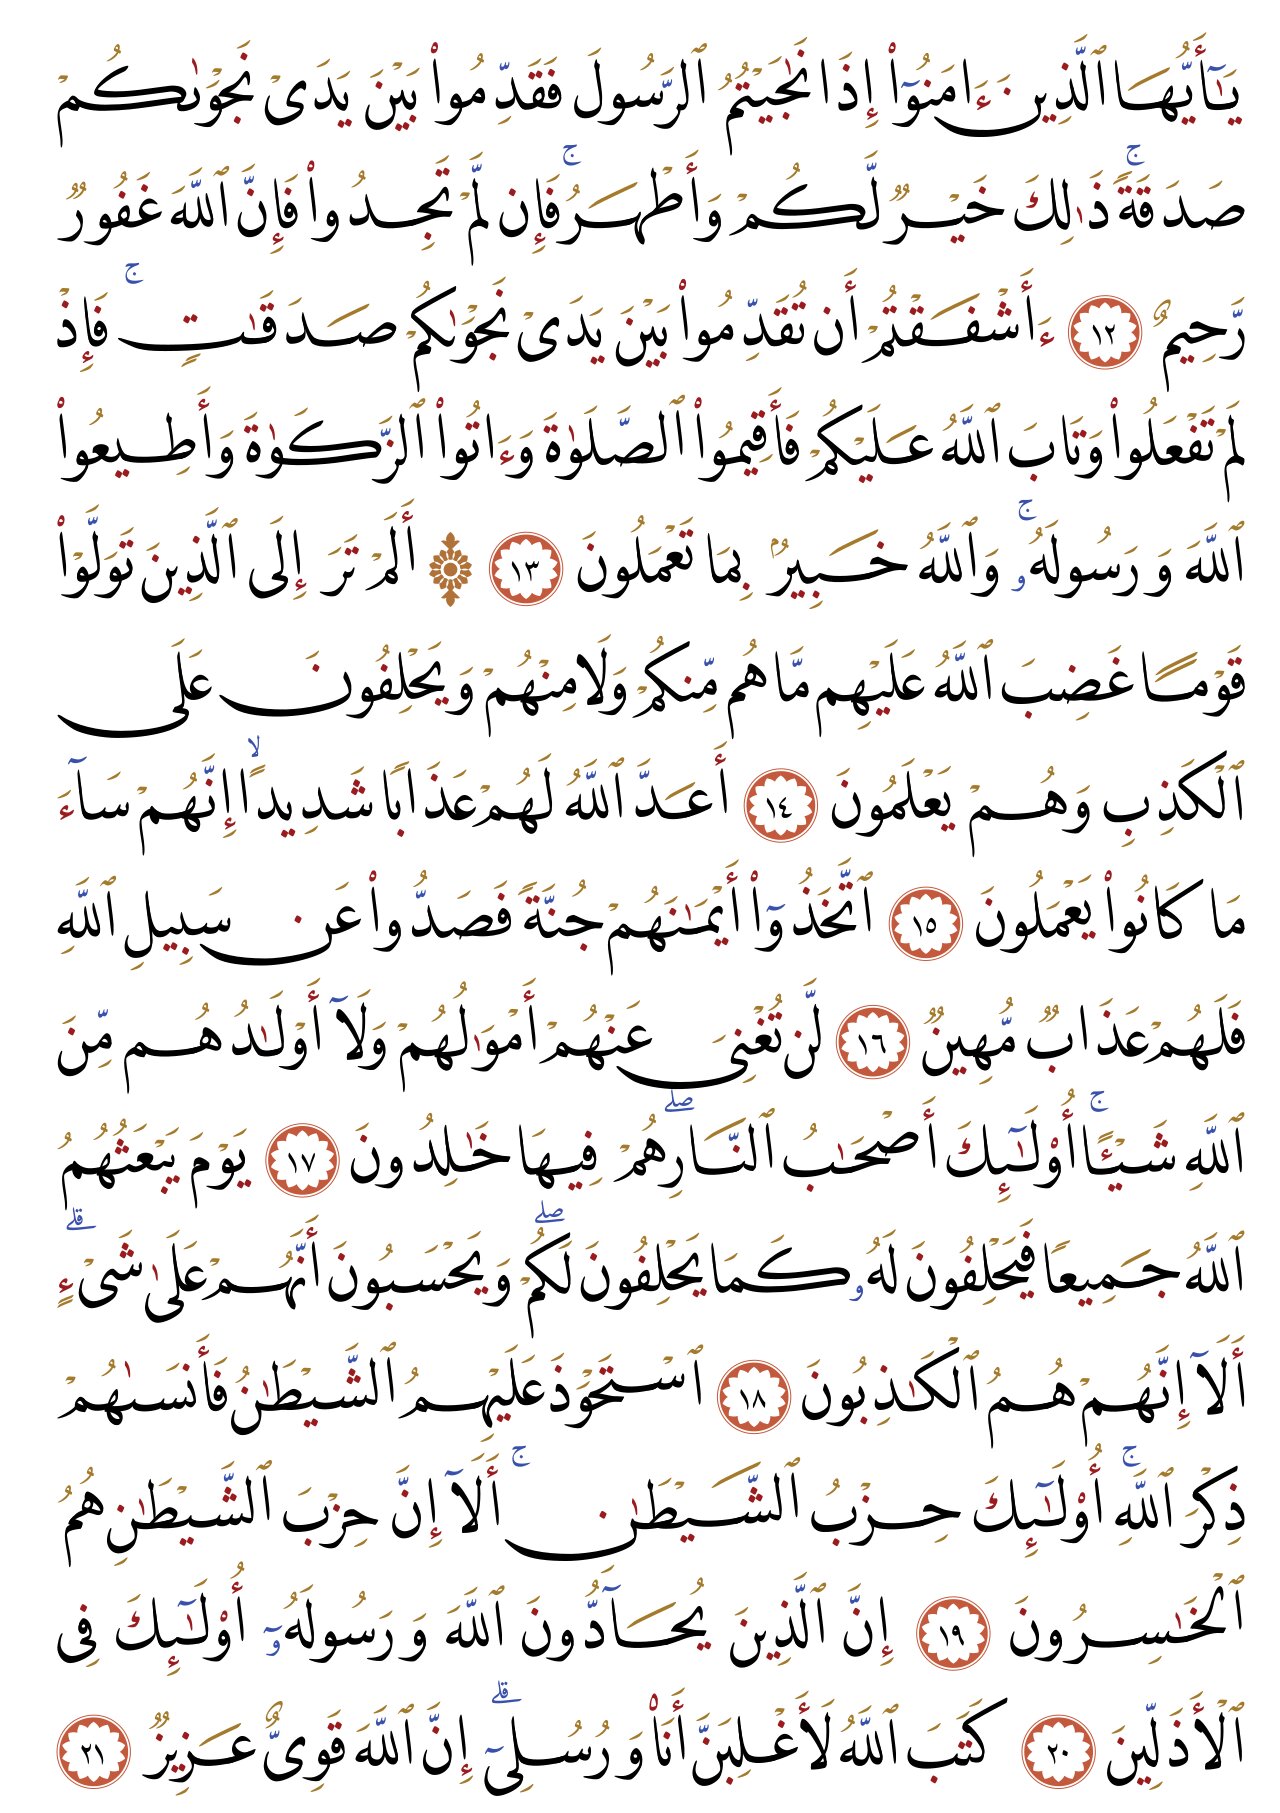 يَـٰٓأَيُّهَا ٱلَّذِينَ ءَامَنُوٓا۟ إِذَا نَـٰجَيْتُمُ ٱلرَّسُولَ فَقَدِّمُوا۟ بَيْنَ يَدَىْ نَجْوَىٰكُمْ
صَدَقَةًۭ ۚ ذَٰلِكَ خَيْرٌۭ لَّكُمْ وَأَطْهَرُ ۚ فَإِن لَّمْ تَجِدُوا۟ فَإِنَّ ٱللَّهَ غَفُورٌۭ
رَّحِيمٌ ١٢ ءَأَشْفَقْتُمْ أَن تُقَدِّمُوا۟ بَيْنَ يَدَىْ نَجْوَىٰكُمْ صَدَقَـٰتٍۢ ۚ فَإِذْ
لَمْ تَفْعَلُوا۟ وَتَابَ ٱللَّهُ عَلَيْكُمْ فَأَقِيمُوا۟ ٱلصَّلَوٰةَ وَءَاتُوا۟ ٱلزَّكَوٰةَ وَأَطِيعُوا۟
ٱللَّهَ وَرَسُولَهُۥ ۚ وَٱللَّهُ خَبِيرٌۢ بِمَا تَعْمَلُونَ ١٣ ۞ أَلَمْ تَرَ إِلَى ٱلَّذِينَ تَوَلَّوْا۟
قَوْمًا غَضِبَ ٱللَّهُ عَلَيْهِم مَّا هُم مِّنكُمْ وَلَا مِنْهُمْ وَيَحْلِفُونَ عَلَى
ٱلْكَذِبِ وَهُمْ يَعْلَمُونَ ١٤ أَعَدَّ ٱللَّهُ لَهُمْ عَذَابًۭا شَدِيدًا ۖ إِنَّهُمْ سَآءَ
مَا كَانُوا۟ يَعْمَلُونَ ١٥ ٱتَّخَذُوٓا۟ أَيْمَـٰنَهُمْ جُنَّةًۭ فَصَدُّوا۟ عَن سَبِيلِ ٱللَّهِ
فَلَهُمْ عَذَابٌۭ مُّهِينٌۭ ١٦ لَّن تُغْنِىَ عَنْهُمْ أَمْوَٰلُهُمْ وَلَآ أَوْلَـٰدُهُم مِّنَ
ٱللَّهِ شَيْـًٔا ۚ أُو۟لَـٰٓئِكَ أَصْحَـٰبُ ٱلنَّارِ ۖ هُمْ فِيهَا خَـٰلِدُونَ ١٧ يَوْمَ يَبْعَثُهُمُ
ٱللَّهُ جَمِيعًۭا فَيَحْلِفُونَ لَهُۥ كَمَا يَحْلِفُونَ لَكُمْ ۖ وَيَحْسَبُونَ أَنَّهُمْ عَلَىٰ شَىْءٍ ۗ
أَلَآ إِنَّهُمْ هُمُ ٱلْكَـٰذِبُونَ ١٨ ٱسْتَحْوَذَ عَلَيْهِمُ ٱلشَّيْطَـٰنُ فَأَنسَىٰهُمْ
ذِكْرَ ٱللَّهِ ۚ أُو۟لَـٰٓئِكَ حِزْبُ ٱلشَّيْطَـٰنِ ۚ أَلَآ إِنَّ حِزْبَ ٱلشَّيْطَـٰنِ هُمُ
ٱلْخَـٰسِرُونَ ١٩ إِنَّ ٱلَّذِينَ يُحَآدُّونَ ٱللَّهَ وَرَسُولَهُۥٓ أُو۟لَـٰٓئِكَ فِى
ٱلْأَذَلِّينَ ٢٠ كَتَبَ ٱللَّهُ لَأَغْلِبَنَّ أَنَا۠ وَرُسُلِىٓ ۗ إِنَّ ٱللَّهَ قَوِىٌّ عَزِيزٌۭ ٢١